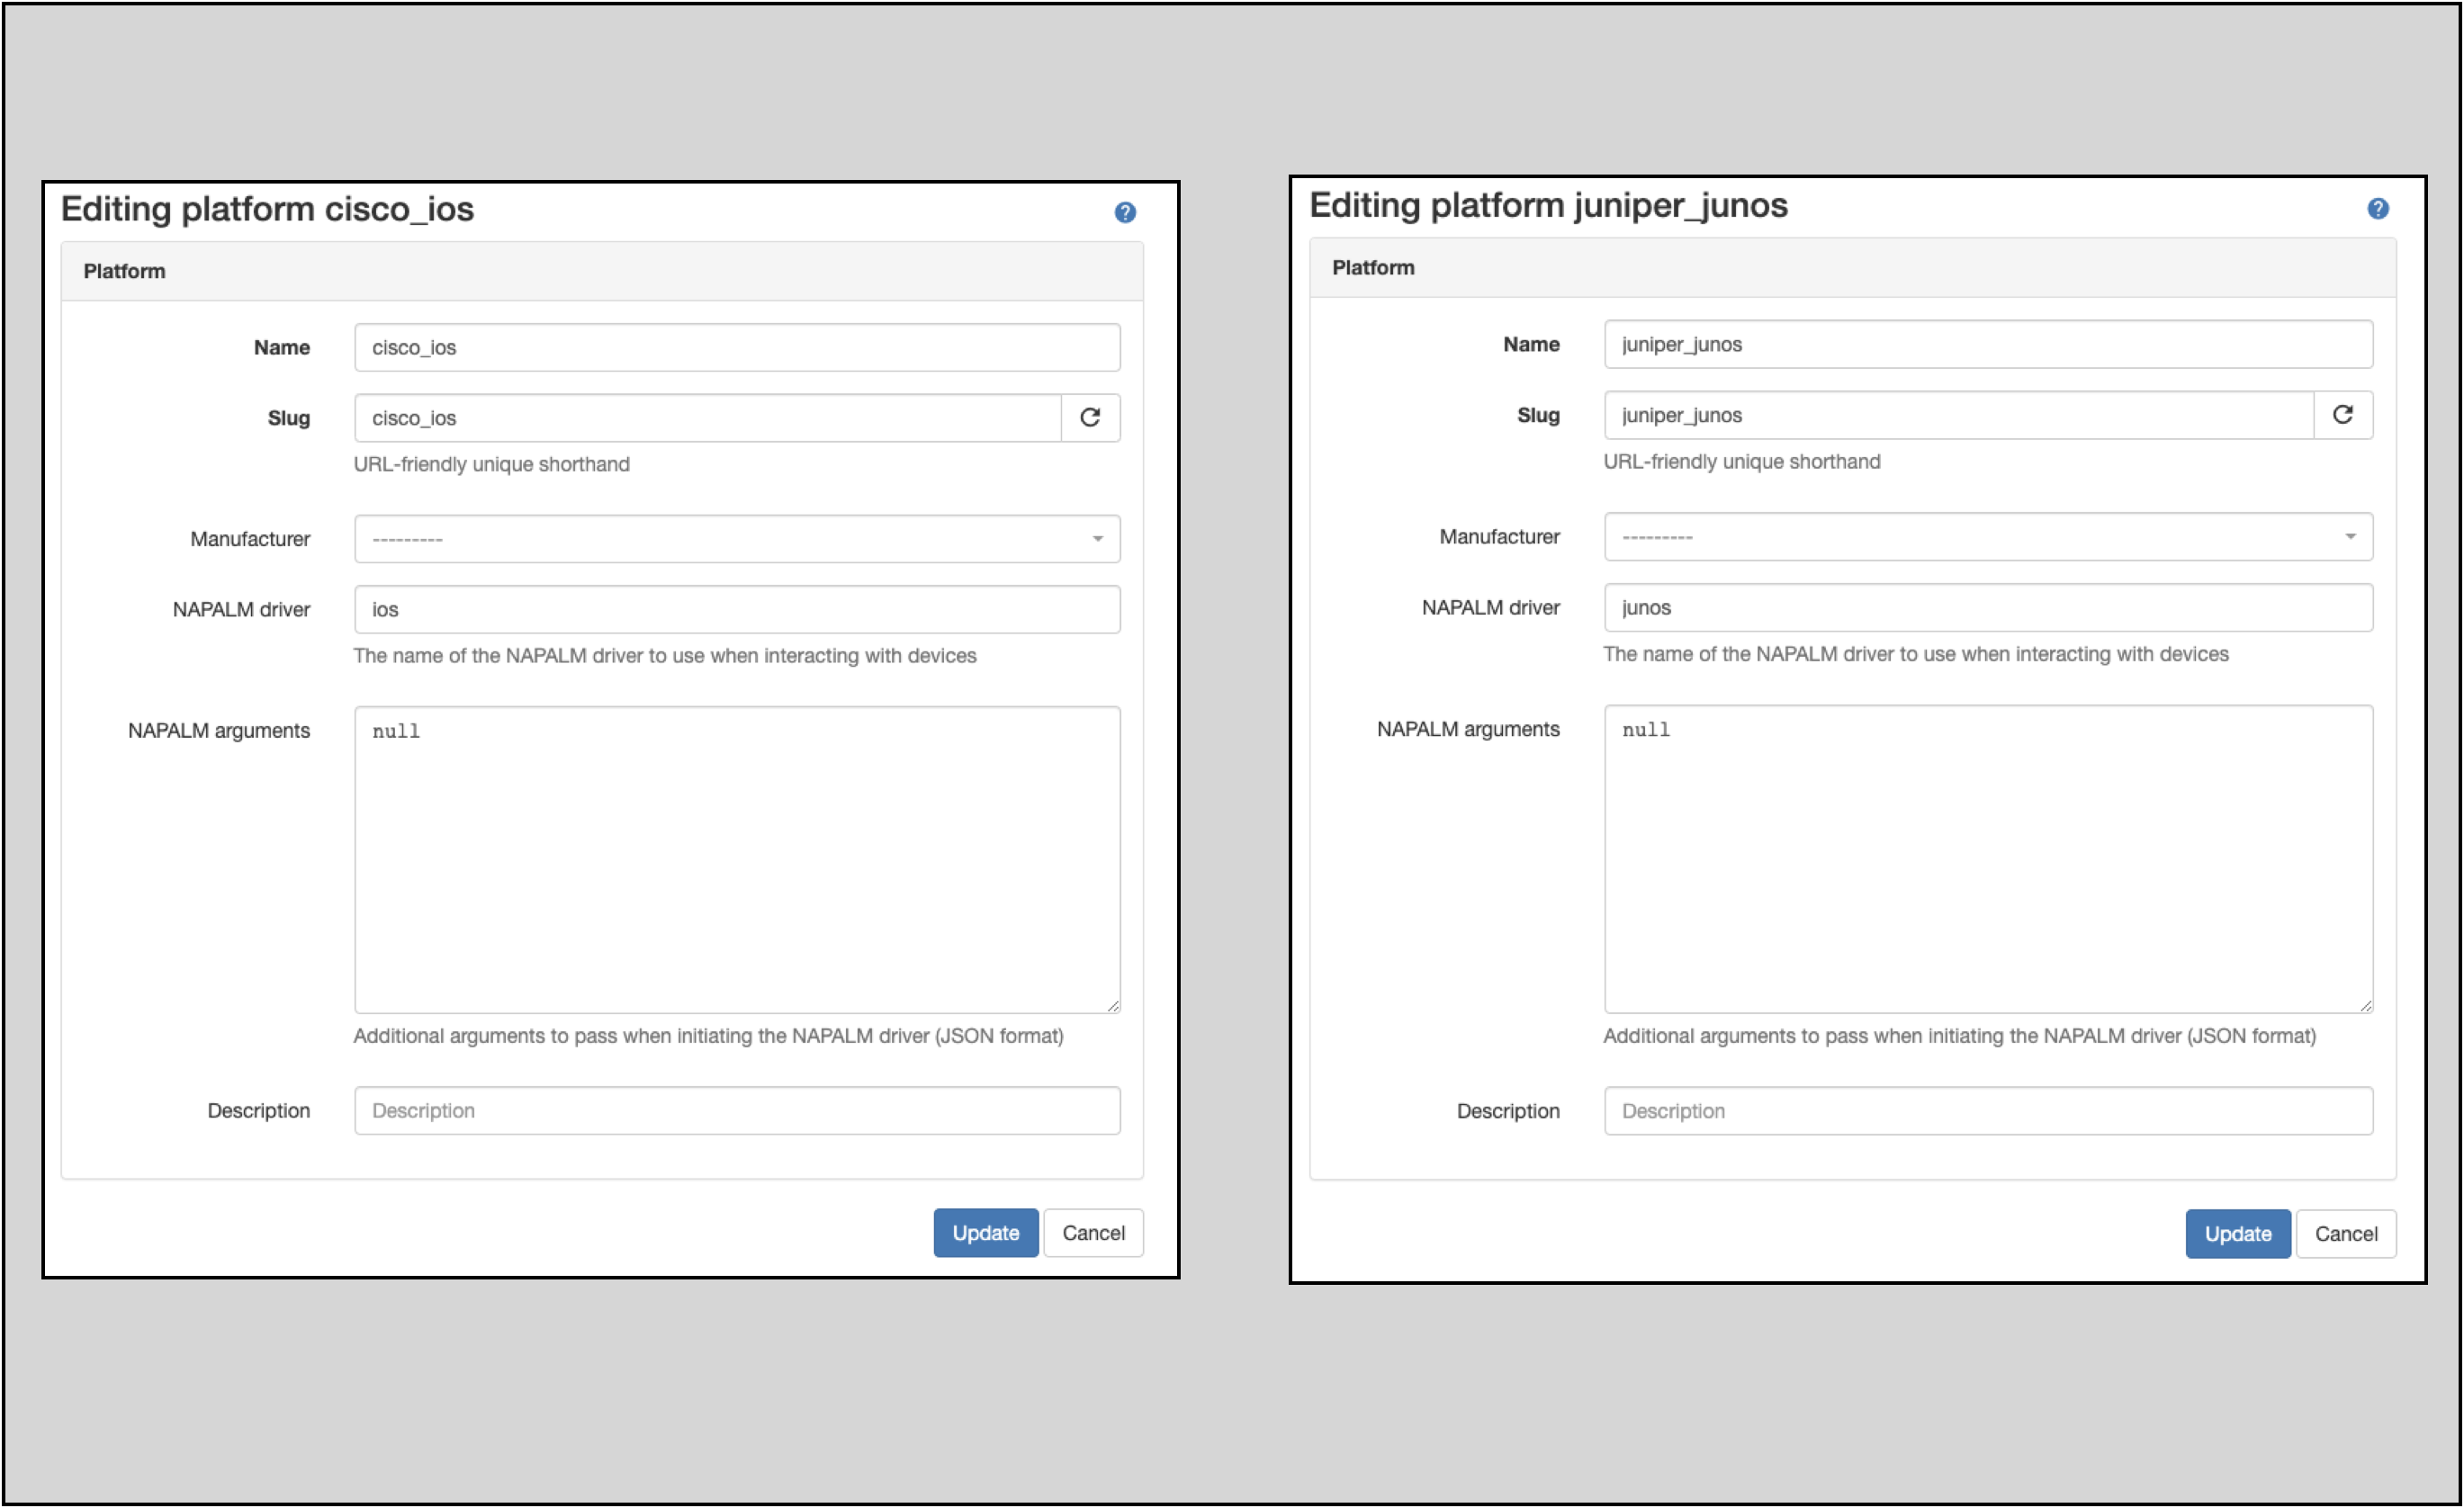 Editing platform cisco_ios
?
Platform
Name
cisco_ios
Slug
cisco_ios
URL-friendly unique shorthand
Manufacturer
---------
NAPALM driver
ios
The name of the NAPALM driver to use when interacting with devices
NAPALM arguments
null
Additional arguments to pass when initiating the NAPALM driver (JSON format)
Description
Description
Update
Cancel
Editing platform juniper_junos
?
Platform
Name
juniper_junos
Slug
juniper_junos
URL-friendly unique shorthand
Manufacturer
---------
NAPALM driver
junos
The name of the NAPALM driver to use when interacting with devices
NAPALM arguments
null
Additional arguments to pass when initiating the NAPALM driver (JSON format)
Description
Description
Update
Cancel